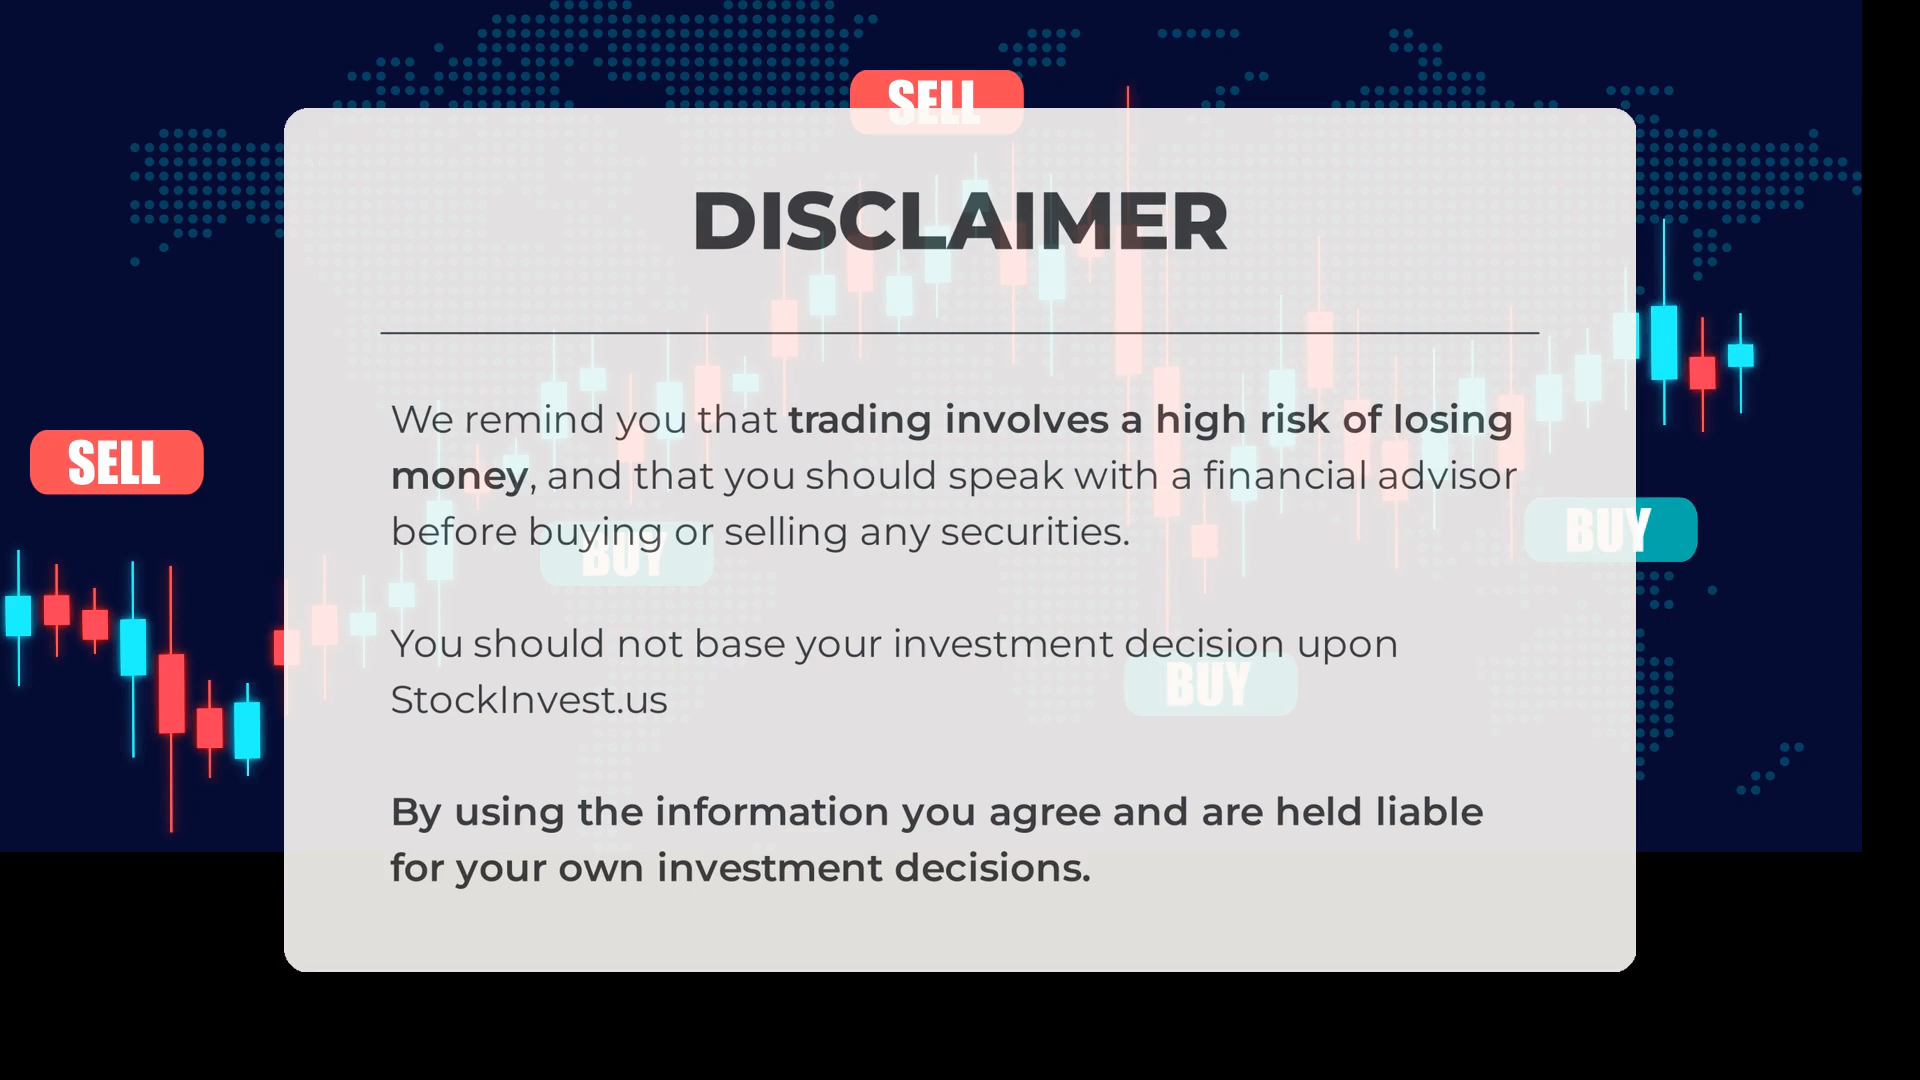 SELL
DISCLAIMER
We remind you that trading involves a high risk of losing
money, and that you should speak with a financial advisor
before buying or selling any securities.
SELL
BUY
BUY
You should not base your investment decision upon
StockInvest.us
BUY
By using the information you agree and are held liable
for your own investment decisions.